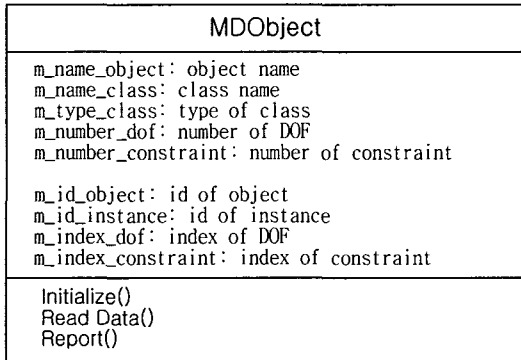 MDObject
m_name_object: object name
m_name_class: class name
m_type_class: type of class
m_number_dof: number of DOF
m_number_constraint: number of constraint
m_id_object: id of object
m_id_instance: id of instance
m_index_dof: index of DOF
m_index_constraint: index of constraint
Initialize()
Read Data()
Report()